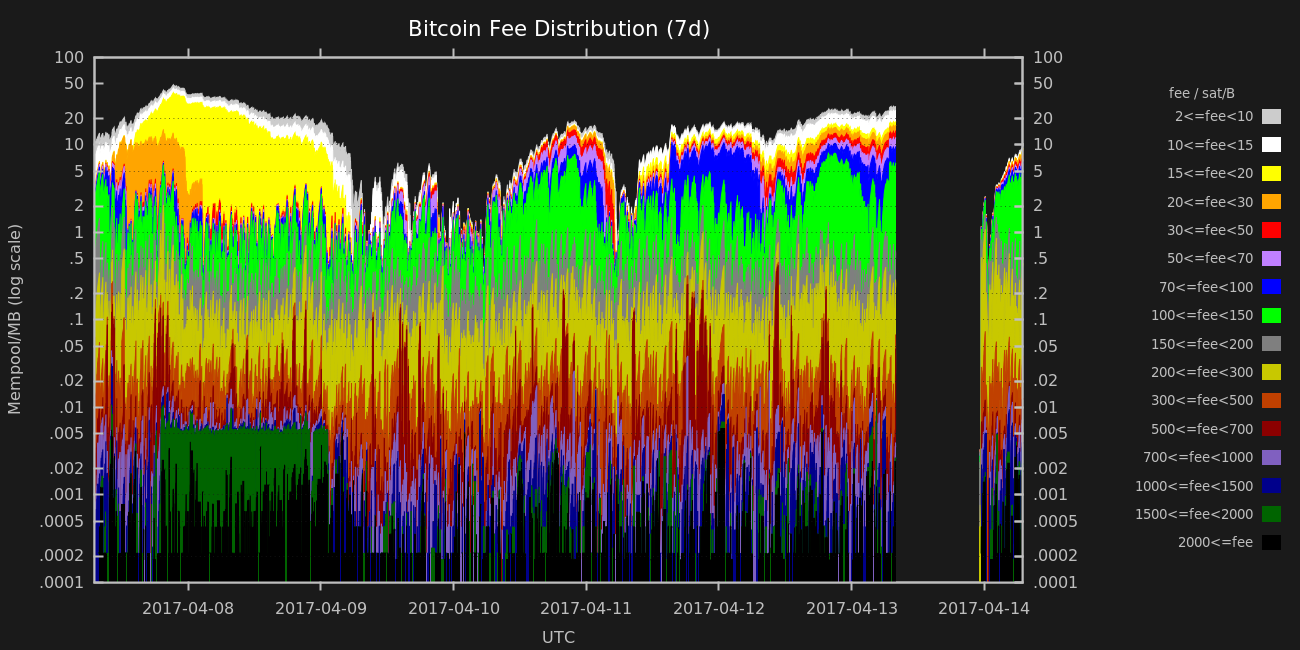 Bitcoin Fee Distribution (7d)
100
50
20
10
5
2
1
.5
.2
.1
.05
.02
.01
.005
.002
.001
.0005
.0002
.0001
Mempool/MB (log scale)
100
50
20
10
5
2
1
.5
.2
.1
.05
.02
.01
.005
.002
.001
.0005
.0002
.0001
2017-04-08
2017-04-09
2017-04-10
2017-04-11
2017-04-12
2017-04-13
2017-04-14
UTC
fee / sat/B
2<=fee<10
10<=fee<15
15<=fee<20
20<=fee<30
30<=fee<50
50<=fee<70
70<=fee<100
100<=fee<150
150<=fee<200
200<=fee<300
300<=fee<500
500<=fee<700
700<=fee<1000
1000<=fee<1500
1500<=fee<2000
2000<=fee